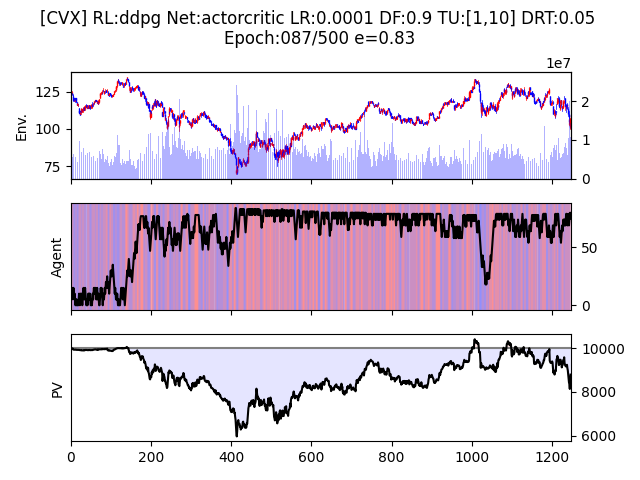 [CVX] RL:ddpg Net:actorcritic LR:0.0001 DF:0.9 TU:[1,10] DRT:0.05
Epoch:087/500 e=0.83
1e7
Env.
125
100
75
2
1
0
Agent
50
0
PV
10000
8000
6000
0 200 400 600 800 1000 1200